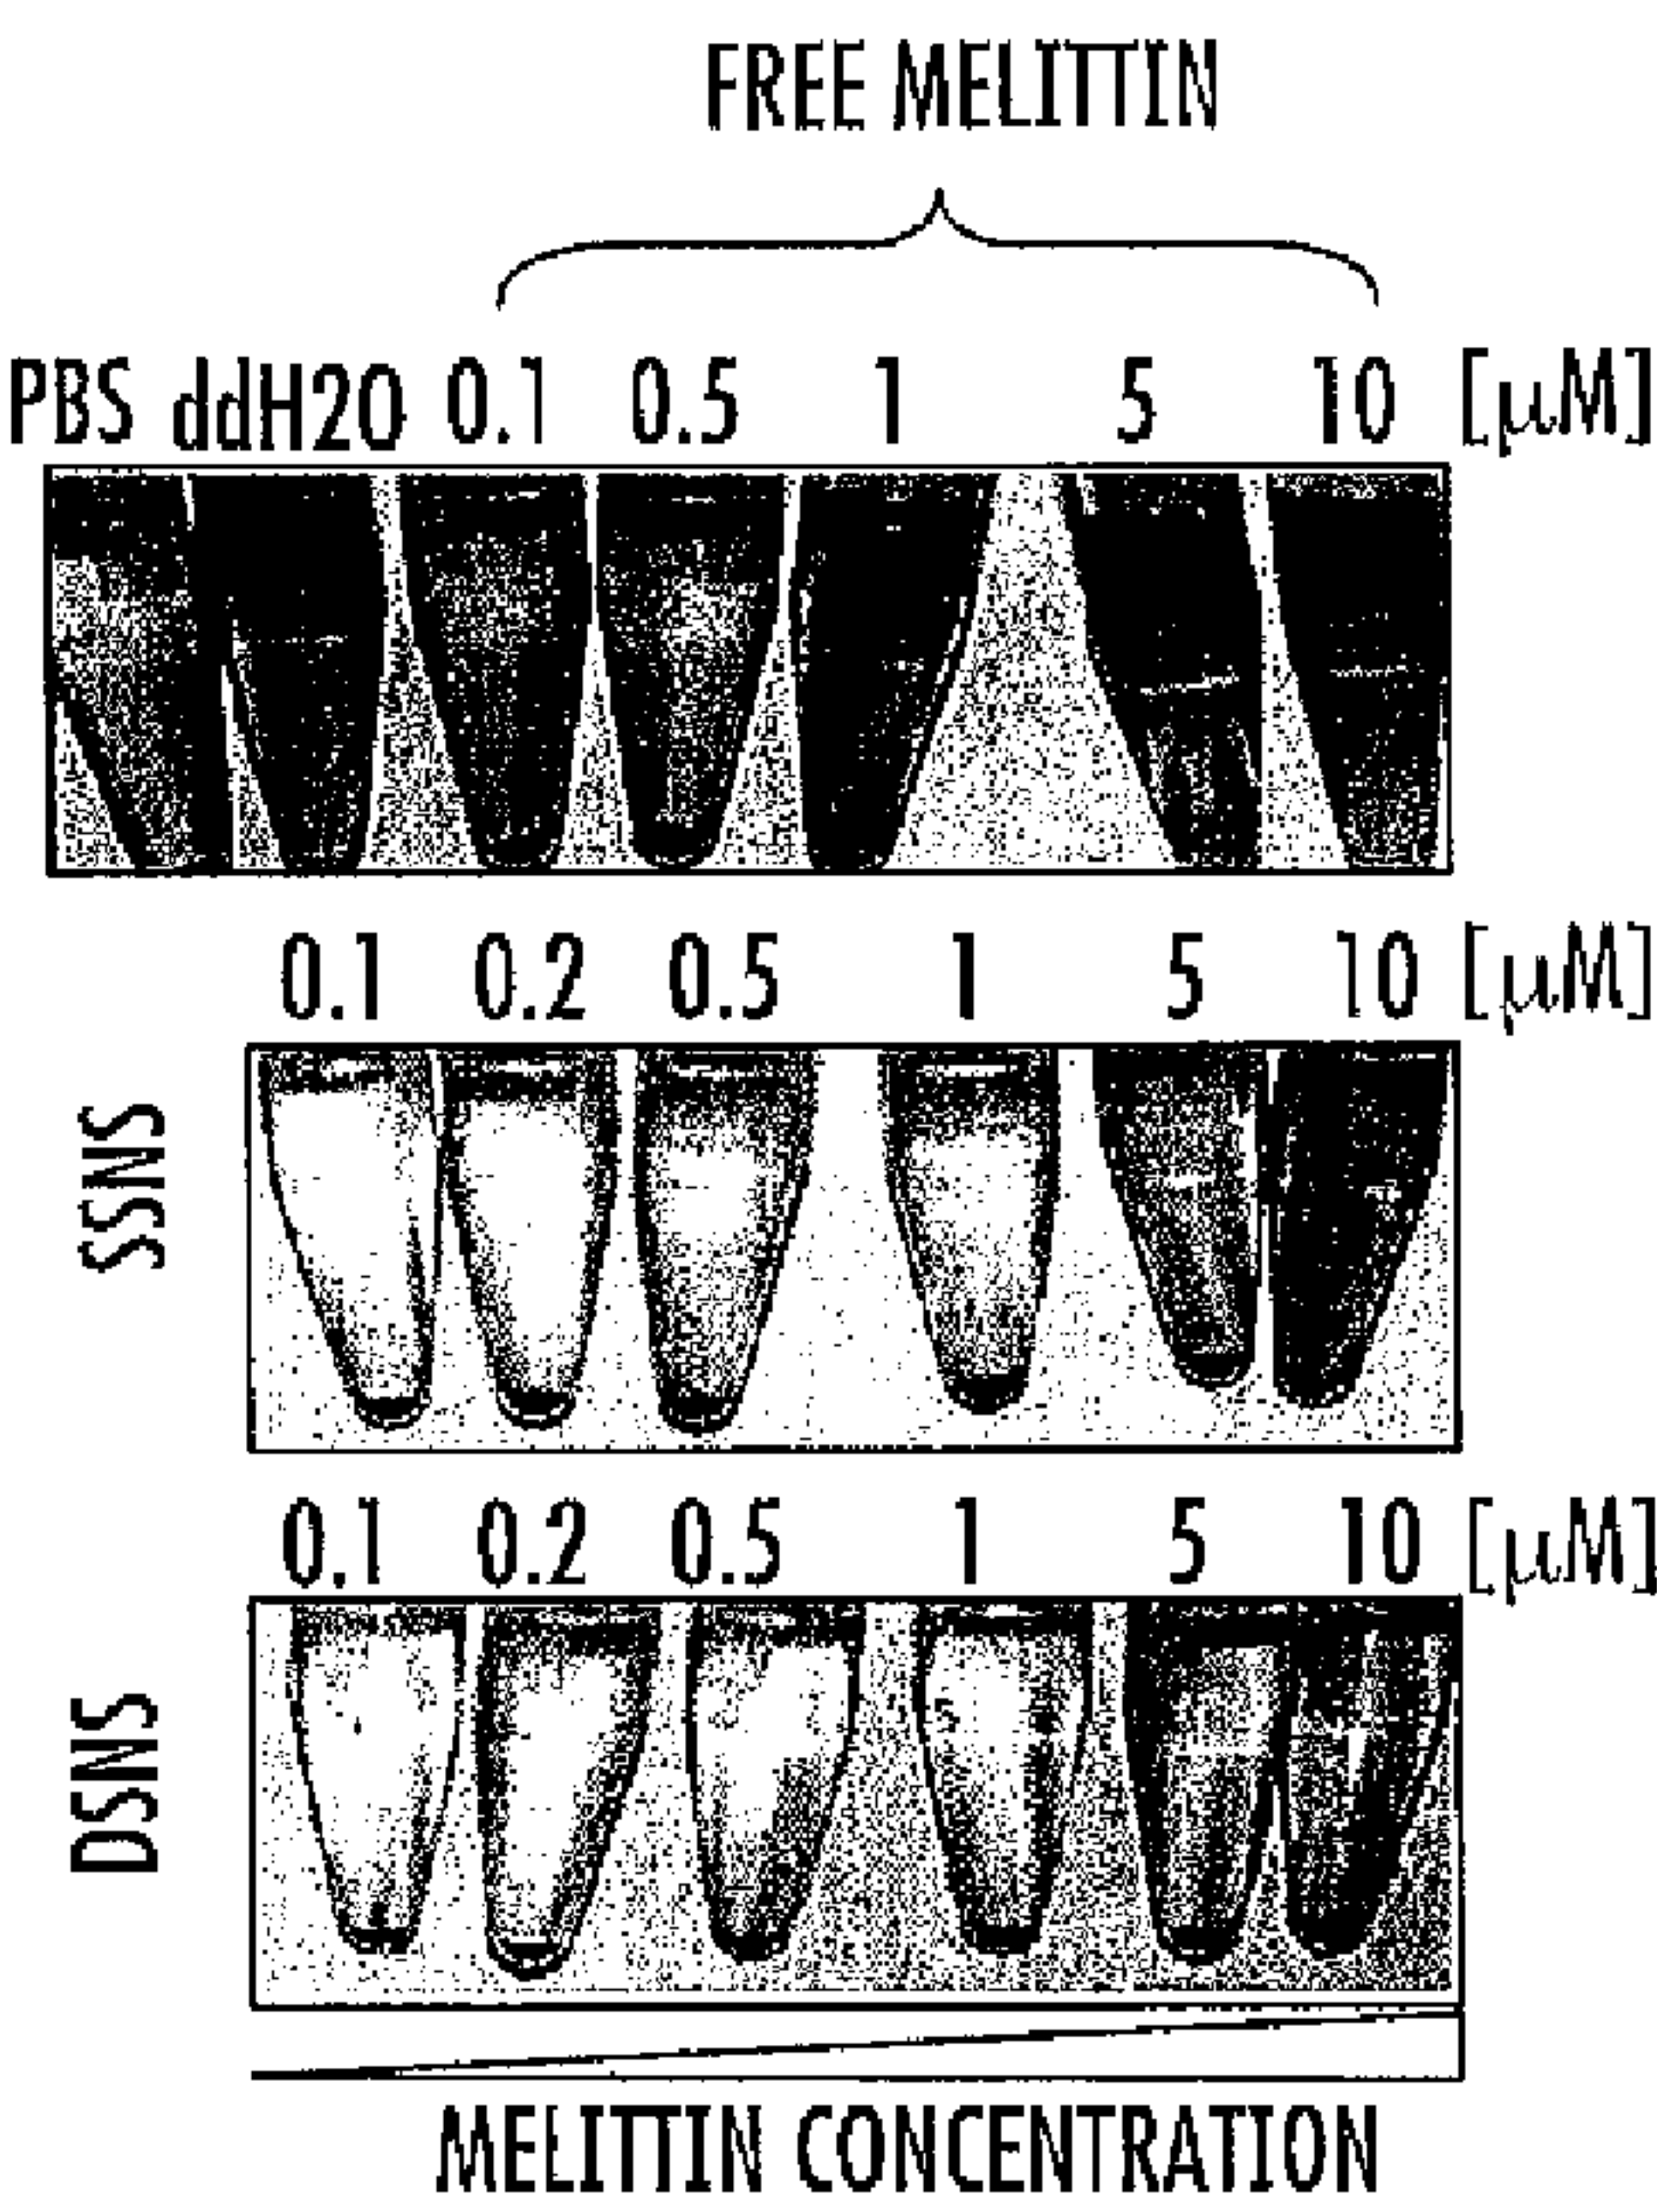 FREE MELITTIN
PBS ddH2O 0.1 0.5 1 5 10 [μM]
0.1 0.2 0.5 1 5 10 [μM]
SSNS
0.1 0.2 0.5 1 5 10 [μM]
DSNS
MELITTIN CONCENTRATION